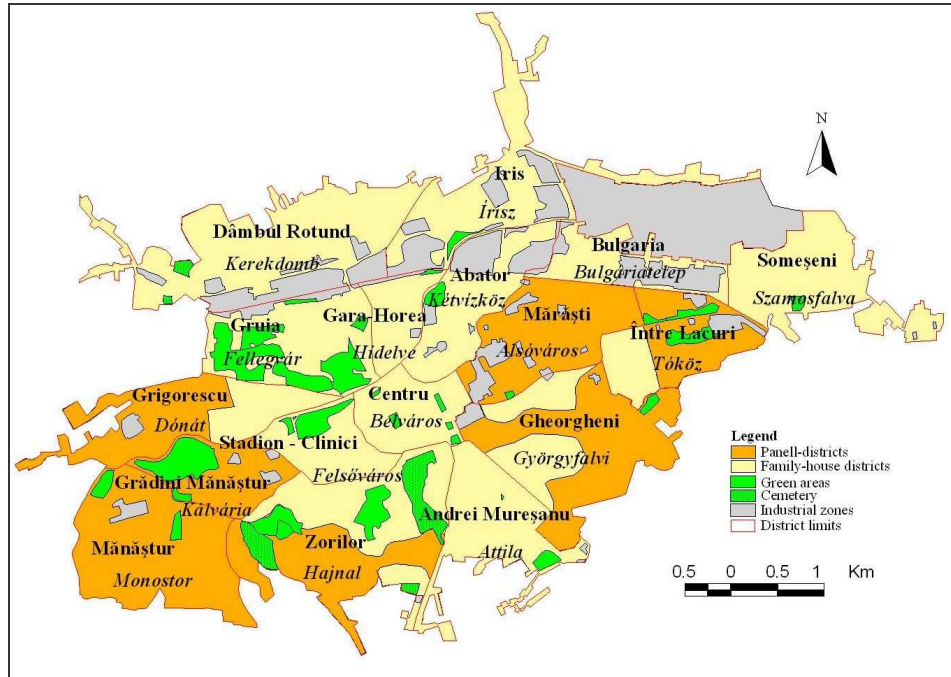 N
Iris
Írisz
Dâmbul Rotund
Kerekdomb
Bulgaria
Bulgáriatelep
Someşeni
Szamosfalva
Abator
Kétvízköz
Gara-Horea
Hidelve
Gruia
Fellegvár
Mărăşti
Alsóváros
Între Lacuri
Tóköz
Grigorescu
Dónát
Centru
Belváros
Gheorgheni
Györgyfalvi
Stadion - Clinici
Felsőváros
Grădini Mănăştur
Kálvária
Andrei Mureşanu
Attila
Mănăştur
Monostor
Zorilor
Hajnal
Legend
Panell-districts
Family-house districts
Green areas
Cemetery
Industrial zones
District limits
0.5 0 0.5 1 Km